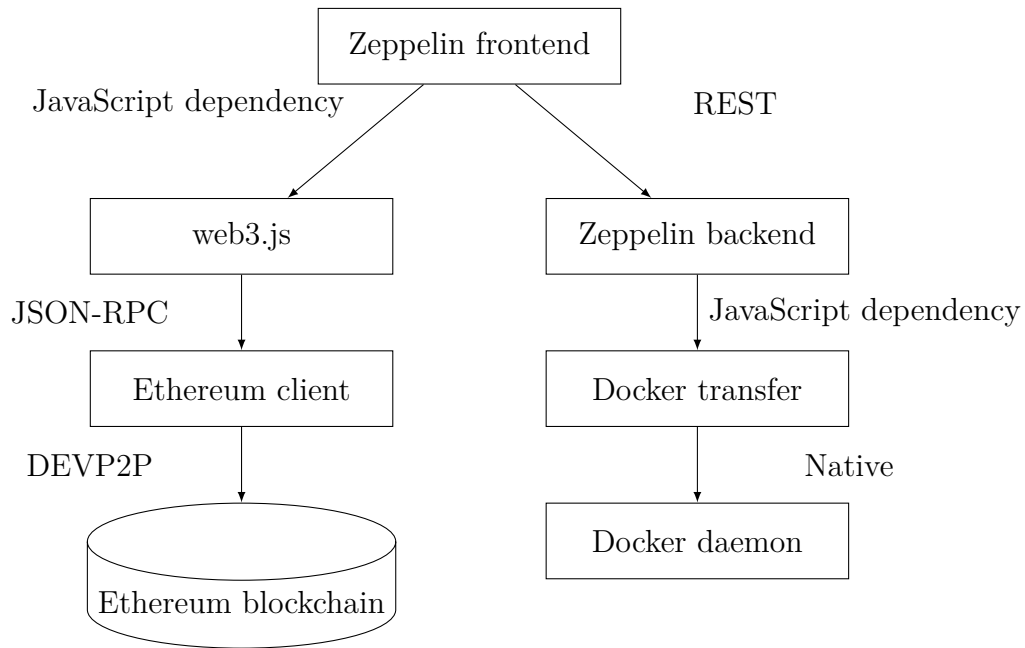 Zeppelin frontend
JavaScript dependency
REST
web3.js
Zeppelin backend
JSON-RPC
JavaScript dependency
Ethereum client
Docker transfer
DEVP2P
Native
Docker daemon
Ethereum blockchain